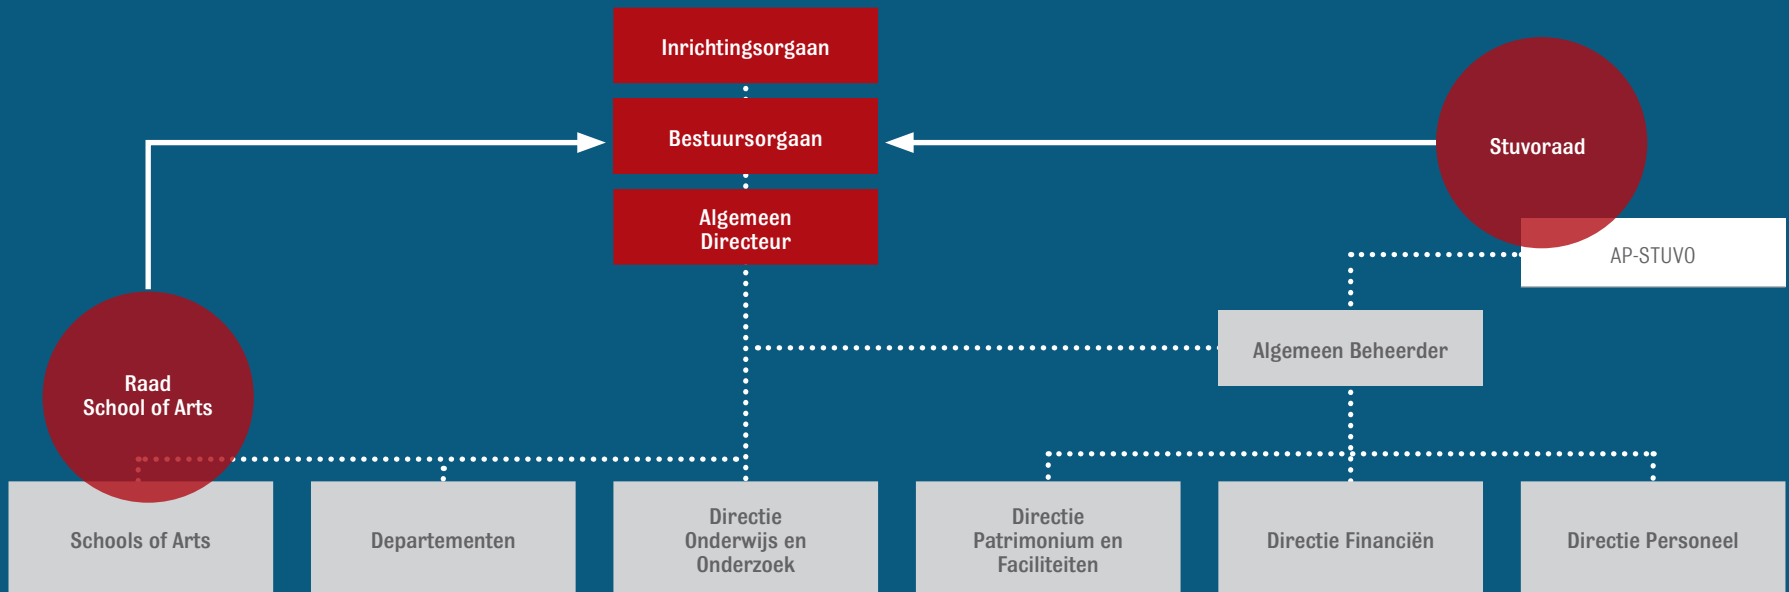 Inrichtingsorgaan
Bestuursorgaan
Stuvoraad
Algemeen
Directeur
AP-STUVO
Algemeen Beheerder
Raad
School of Arts
Schools of Arts
Departementen
Directie
Onderwijs en
Onderzoek
Directie
Patrimonium en
Faciliteiten
Directie Financiën
Directie Personeel